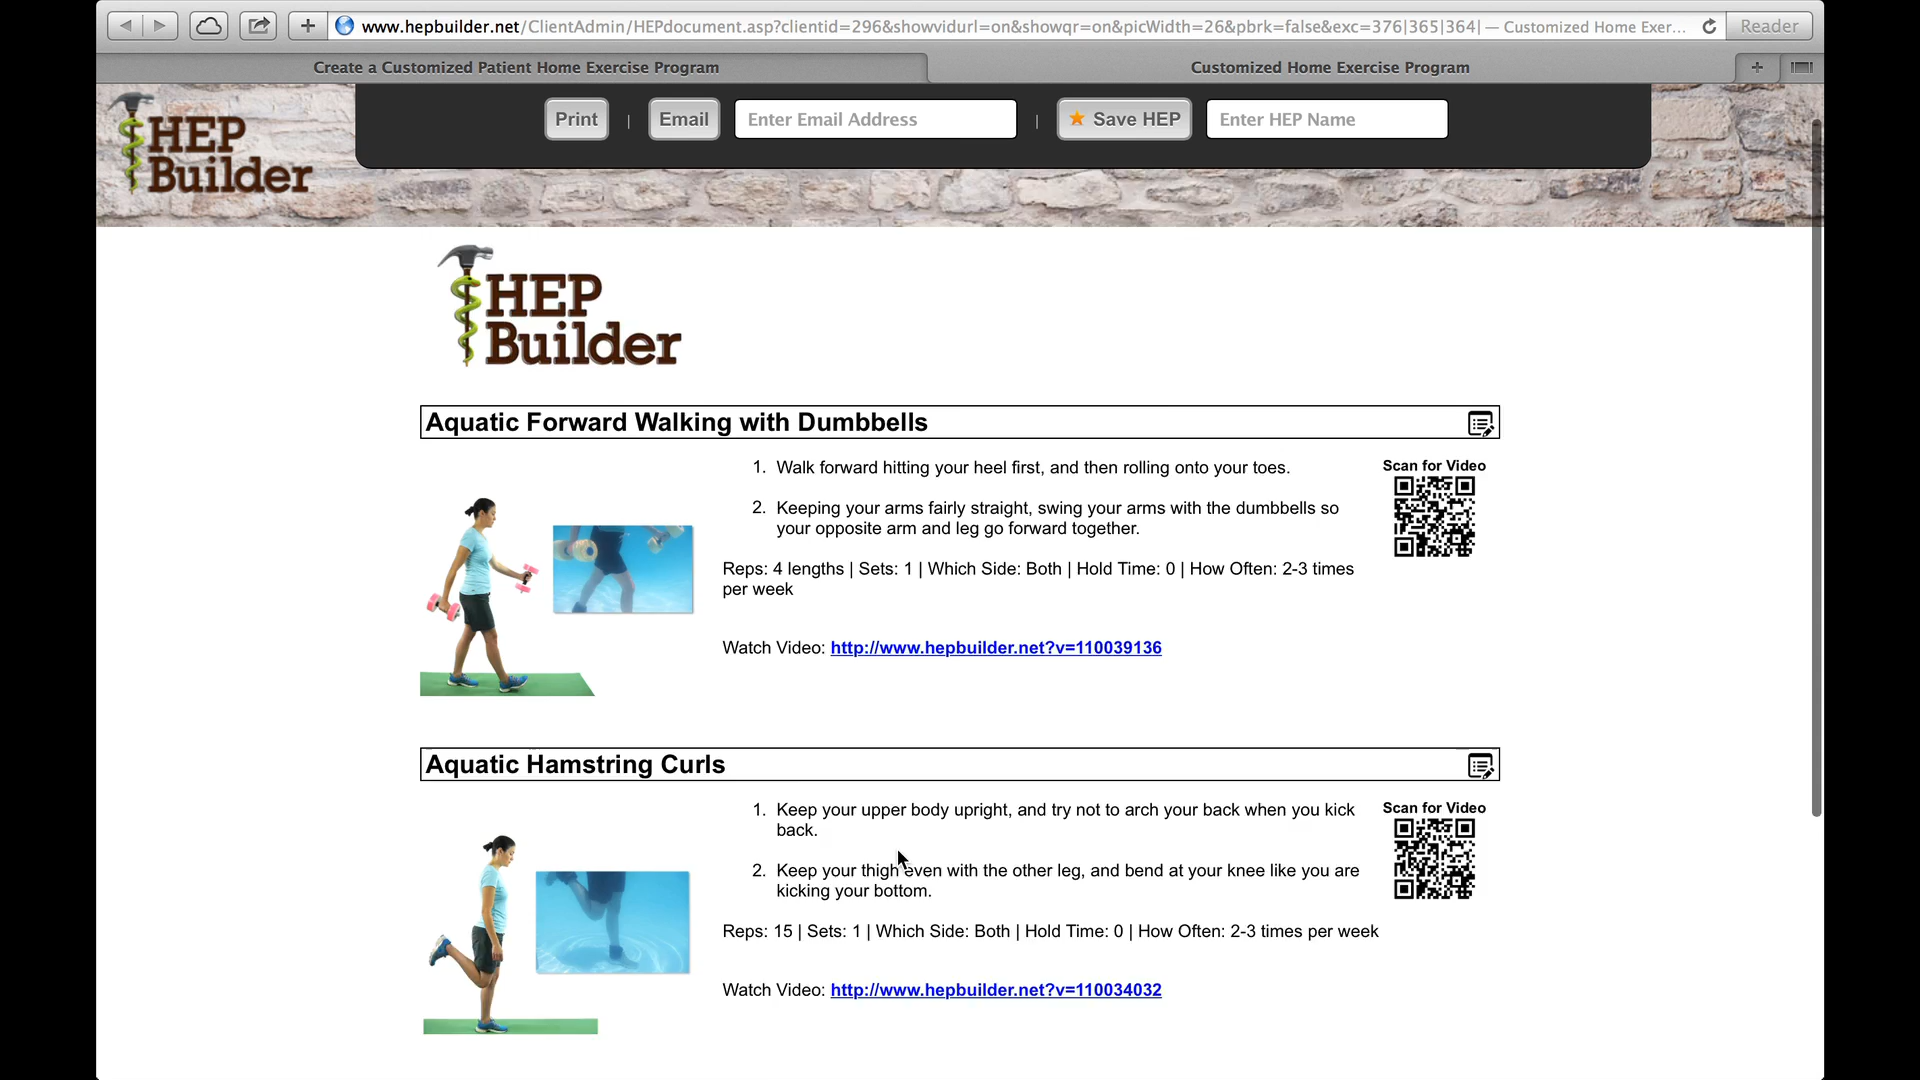 www.hepbuilder.net/ClientAdmin/HEPdocument.asp?clientid=296&showvidurl=on&showqr=on&picWidth=26&pbrk=false&exc=376|365|364| — Customized Home Exer...
Reader
Create a Customized Patient Home Exercise Program
Customized Home Exercise Program
HEP
Builder
Print | Email Enter Email Address | Save HEP Enter HEP Name
HEP
Builder
Aquatic Forward Walking with Dumbbells
1. Walk forward hitting your heel first, and then rolling onto your toes.
Scan for Video
2. Keeping your arms fairly straight, swing your arms with the dumbbells so
your opposite arm and leg go forward together.
Reps: 4 lengths | Sets: 1 | Which Side: Both | Hold Time: 0 | How Often: 2-3 times
per week
Watch Video: http://www.hepbuilder.net?v=110039136
Aquatic Hamstring Curls
1. Keep your upper body upright, and try not to arch your back when you kick
back.
Scan for Video
2. Keep your thigh even with the other leg, and bend at your knee like you are
kicking your bottom.
Reps: 15 | Sets: 1 | Which Side: Both | Hold Time: 0 | How Often: 2-3 times per week
Watch Video: http://www.hepbuilder.net?v=110034032